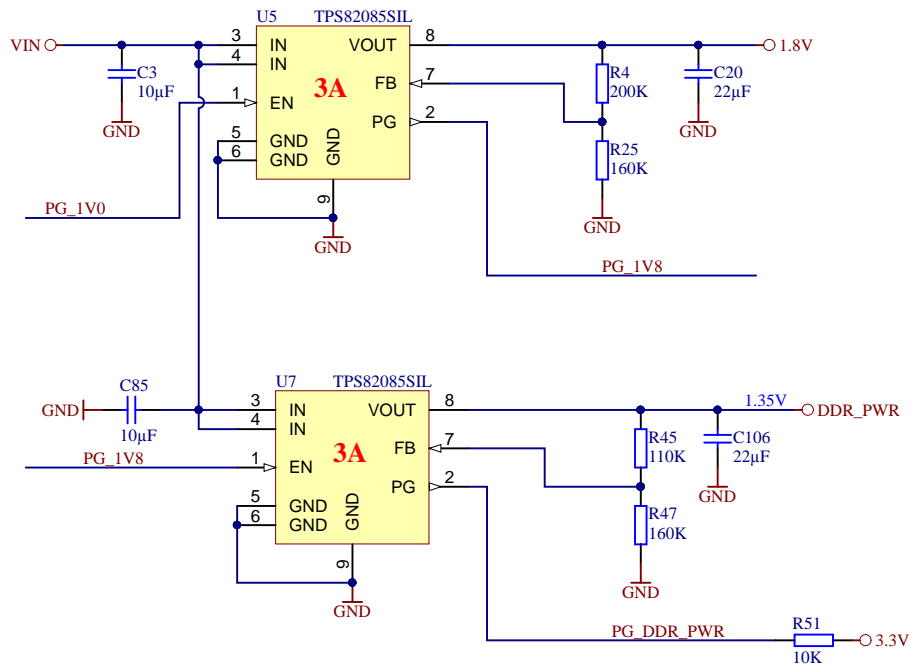 U5 TPS82085SIL
VIN 3 IN VOUT 8 1.8V
4 IN
C3 10µF
GND
3A
FB 7
R4 200K
C20 22µF
GND
1 EN
PG 2
5 GND
6 GND
GND
9
R25 160K
GND
PG_1V0
GND
PG_1V8
U7 TPS82085SIL
C85
GND
10µF
3 IN VOUT 8 1.35V DDR_PWR
4 IN
3A
FB 7
R45 110K
C106 22µF
GND
PG_1V8 1 EN
PG 2
5 GND
6 GND
GND
9
R47 160K
GND
GND
PG_DDR_PWR R51 3.3V
10K